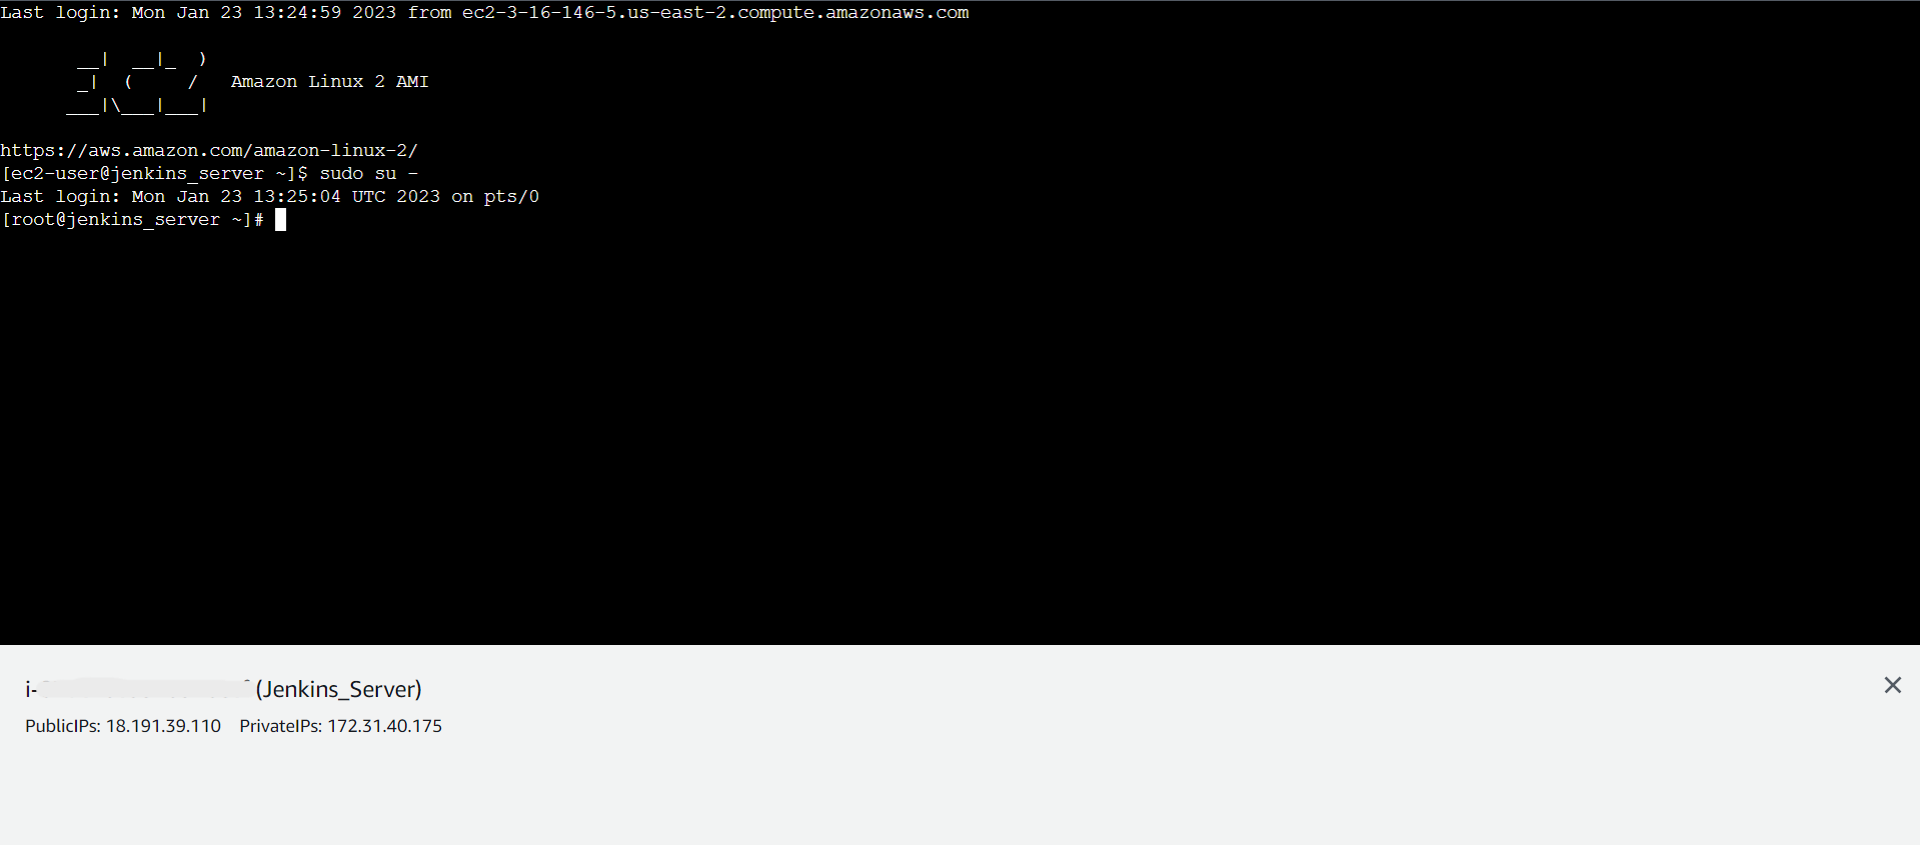 Last login: Mon Jan 23 13:24:59 2023 from ec2-3-16-146-5.us-east-2.compute.amazonaws.com
       __|  __|_  )
       _|  (     /   Amazon Linux 2 AMI
      ___|\___|___|
https://aws.amazon.com/amazon-linux-2/
[ec2-user@jenkins_server ~]$ sudo su -
Last login: Mon Jan 23 13:25:04 UTC 2023 on pts/0
[root@jenkins_server ~]#
i- (Jenkins_Server)
PublicIPs: 18.191.39.110 PrivateIPs: 172.31.40.175